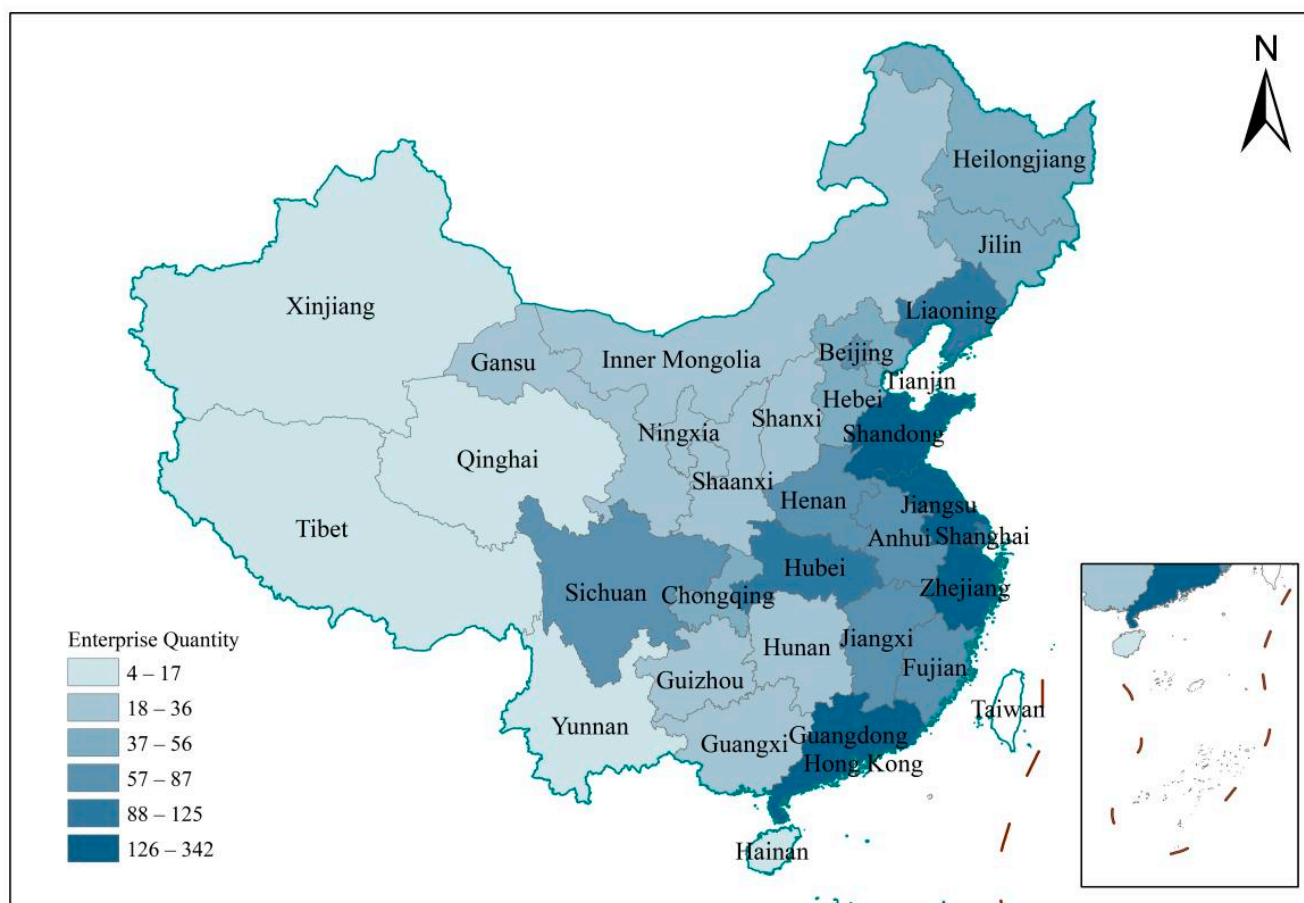 N
Heilongjiang
Jilin
Xinjiang
Liaoning
Gansu
Inner Mongolia
Beijing
Tianjin
Hebei
Shanxi
Ningxia
Shandong
Qinghai
Shaanxi
Henan
Jiangsu
Tibet
Anhui
Shanghai
Hubei
Zhejiang
Sichuan
Chongqing
Enterprise Quantity
4 – 17
18 – 36
37 – 56
57 – 87
88 – 125
126 – 342
Hunan
Jiangxi
Fujian
Guizhou
Taiwan
Yunnan
Guangxi
Guangdong
Hong Kong
Hainan